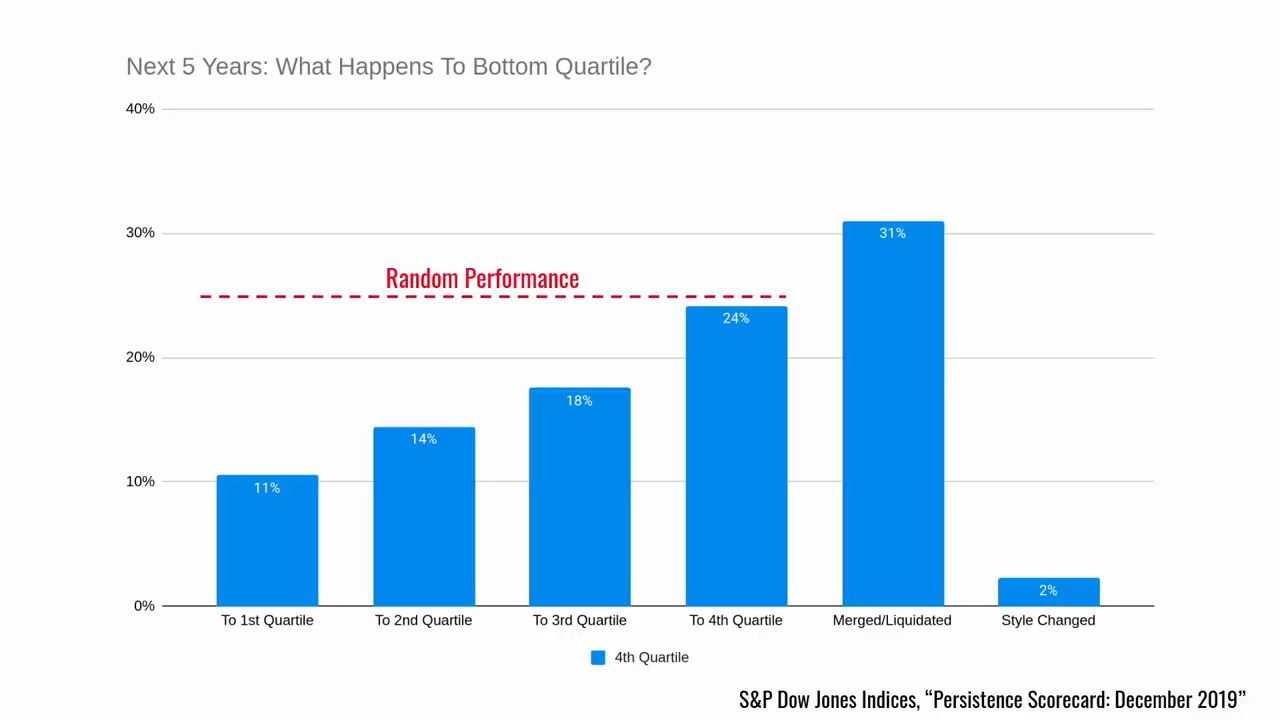 Next 5 Years: What Happens To Bottom Quartile?
40%
30%
20%
10%
0%
Random Performance
11%
14%
18%
24%
31%
2%
To 1st Quartile
To 2nd Quartile
To 3rd Quartile
To 4th Quartile
Merged/Liquidated
Style Changed
4th Quartile
S&P Dow Jones Indices, “Persistence Scorecard: December 2019”